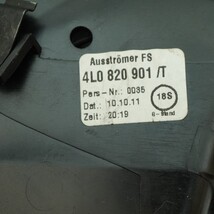 Ausströmer FS
4L0 820 901 /T
Pers-Nr.: 0035
Dat.: 10.10.11
18S
Zeit: 20:19